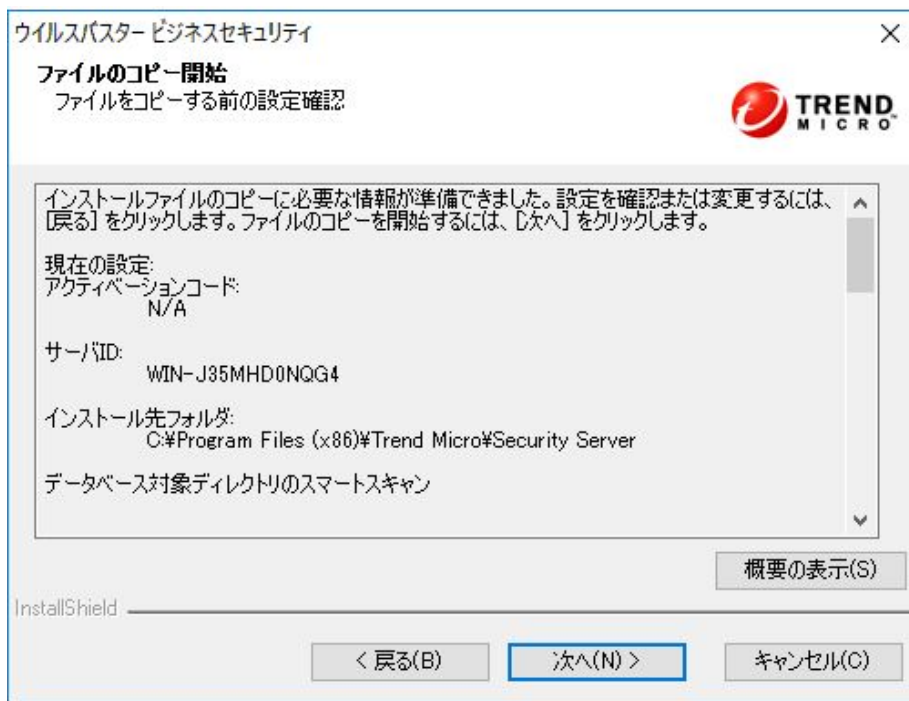 ウイルスバスター ビジネスセキュリティ
ファイルのコピー開始
ファイルをコピーする前の設定確認
TREND
MICRO
インストールファイルのコピーに必要な情報が準備できました。設定を確認または変更するには、
[戻る] をクリックします。ファイルのコピーを開始するには、[次へ] をクリックします。
現在の設定:
アクティベーションコード:
N/A
サーバID:
WIN-J35MHD0NQG4
インストール先フォルダ:
C:¥Program Files (x86)¥Trend Micro¥Security Server
データベース対象ディレクトリのスマートスキャン
概要の表示(S)
InstallShield
< 戻る(B)
次へ(N) >
キャンセル(C)